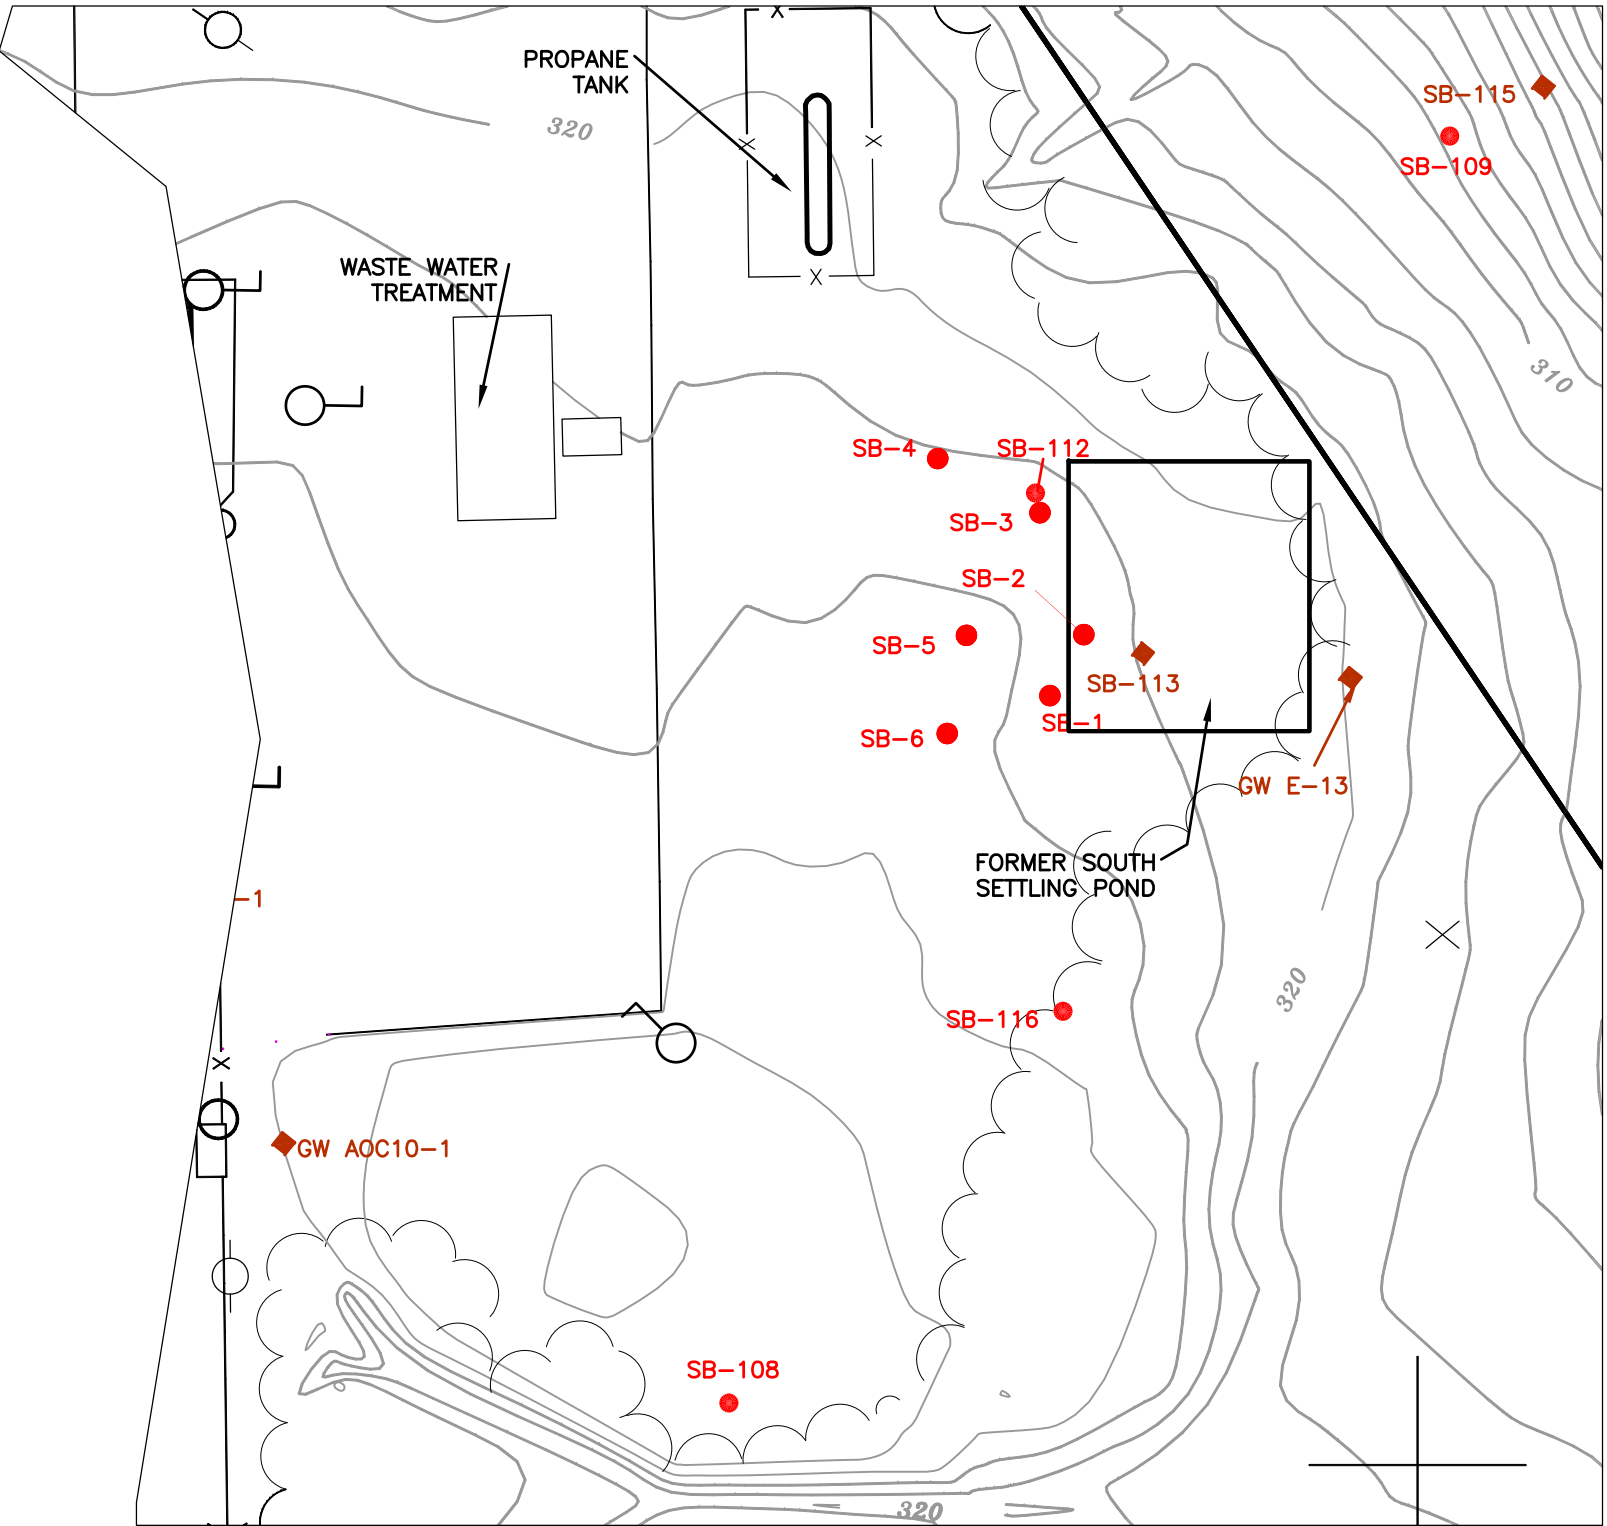 PROPANE
TANK
320
SB-115
SB-109
WASTE WATER
TREATMENT
310
SB-4
SB-112
SB-3
SB-2
SB-5
SB-113
SB-1
SB-6
GW E-13
FORMER SOUTH
SETTLING POND
-1
320
SB-116
GW AOC10-1
SB-108
320